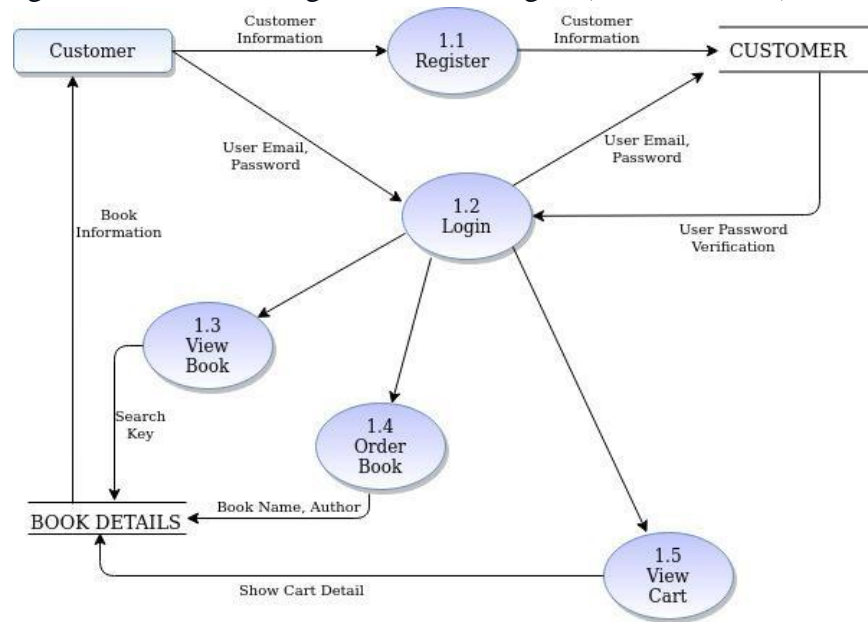 Customer
Information
Customer
Information
Customer
1.1
Register
CUSTOMER
User Email,
Password
User Email,
Password
1.2
Login
Book
Information
User Password
Verification
1.3
View
Book
Search
Key
1.4
Order
Book
Book Name, Author
BOOK DETAILS
1.5
View
Cart
Show Cart Detail